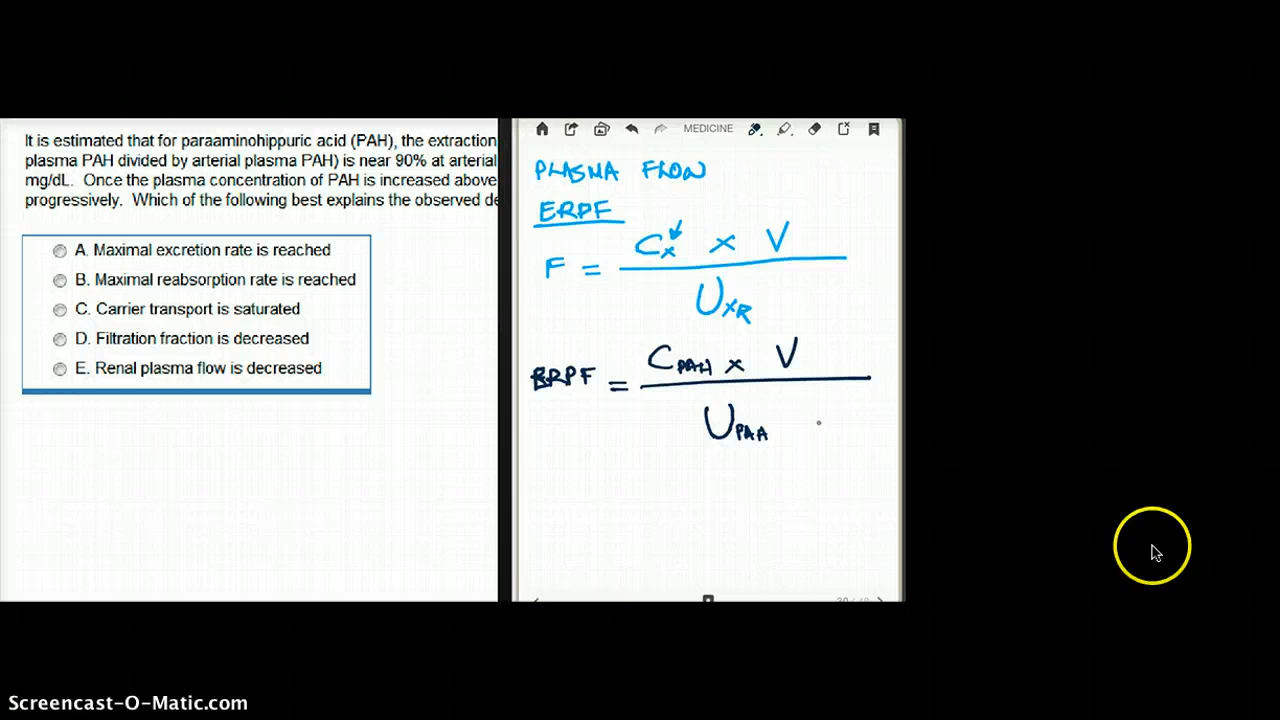 It is estimated that for paraaminohippuric acid (PAH), the extraction
plasma PAH divided by arterial plasma PAH) is near 90% at arterial
mg/dL. Once the plasma concentration of PAH is increased above
progressively. Which of the following best explains the observed de
A. Maximal excretion rate is reached
B. Maximal reabsorption rate is reached
C. Carrier transport is saturated
D. Filtration fraction is decreased
E. Renal plasma flow is decreased
MEDICINE
PLASMA FLOW
ERPF
F = Cx x V
UXR
ERPF = CPAH x V
UPAA
Screencast-O-Matic.com